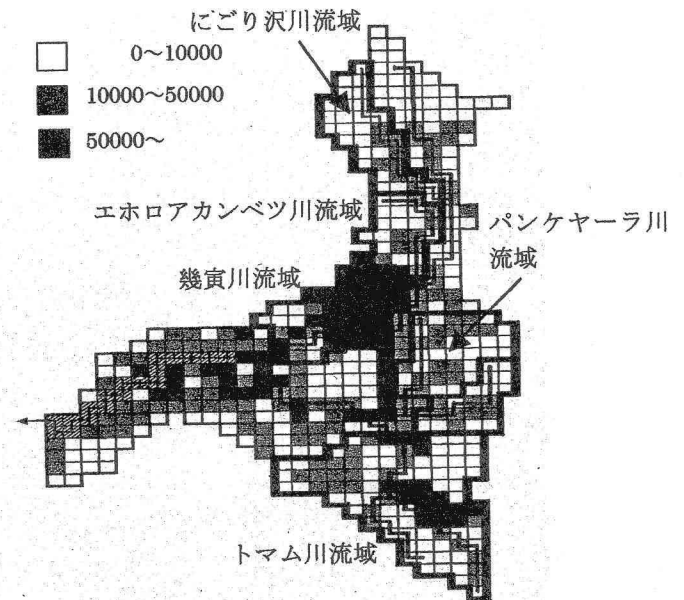 にごり沢川流域
0～10000
10000～50000
50000～
エホロアカンベツ川流域
パンケヤーラ川
流域
幾寅川流域
トマム川流域